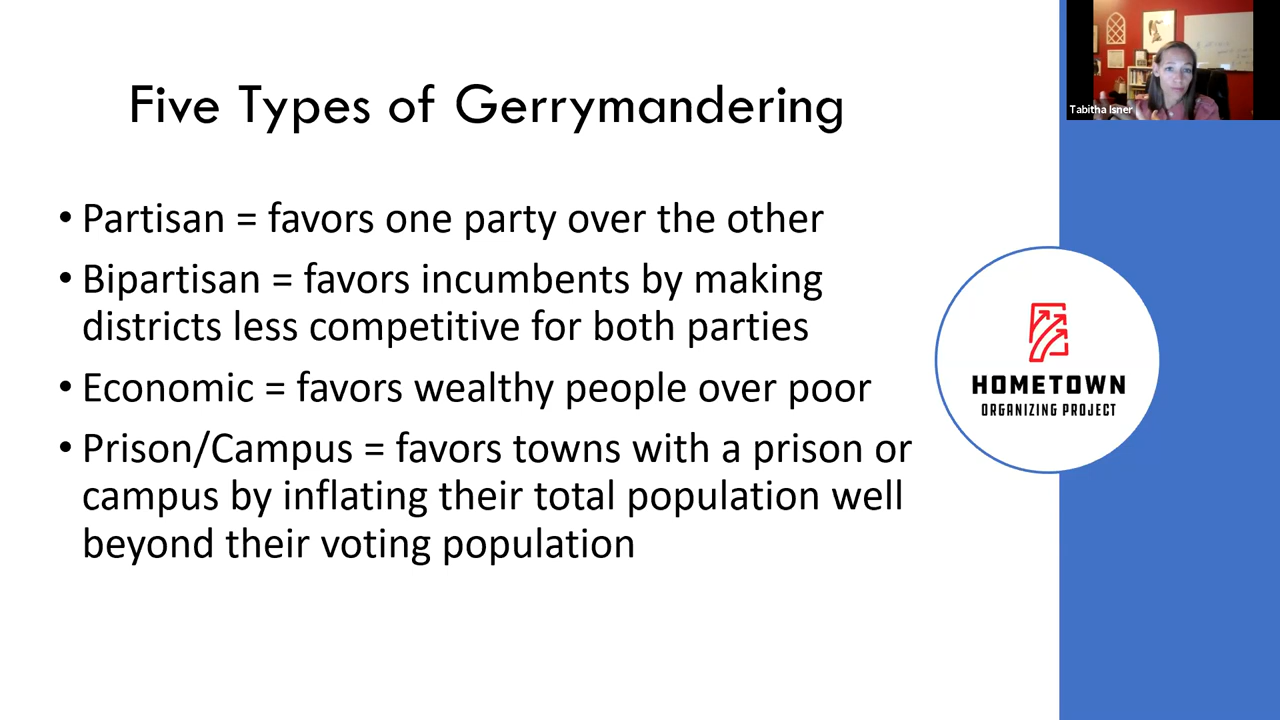 Five Types of Gerrymandering
• Partisan = favors one party over the other
• Bipartisan = favors incumbents by making
districts less competitive for both parties
• Economic = favors wealthy people over poor
• Prison/Campus = favors towns with a prison or
campus by inflating their total population well
beyond their voting population
HOMETOWN
ORGANIZING PROJECT
Tabitha Isner